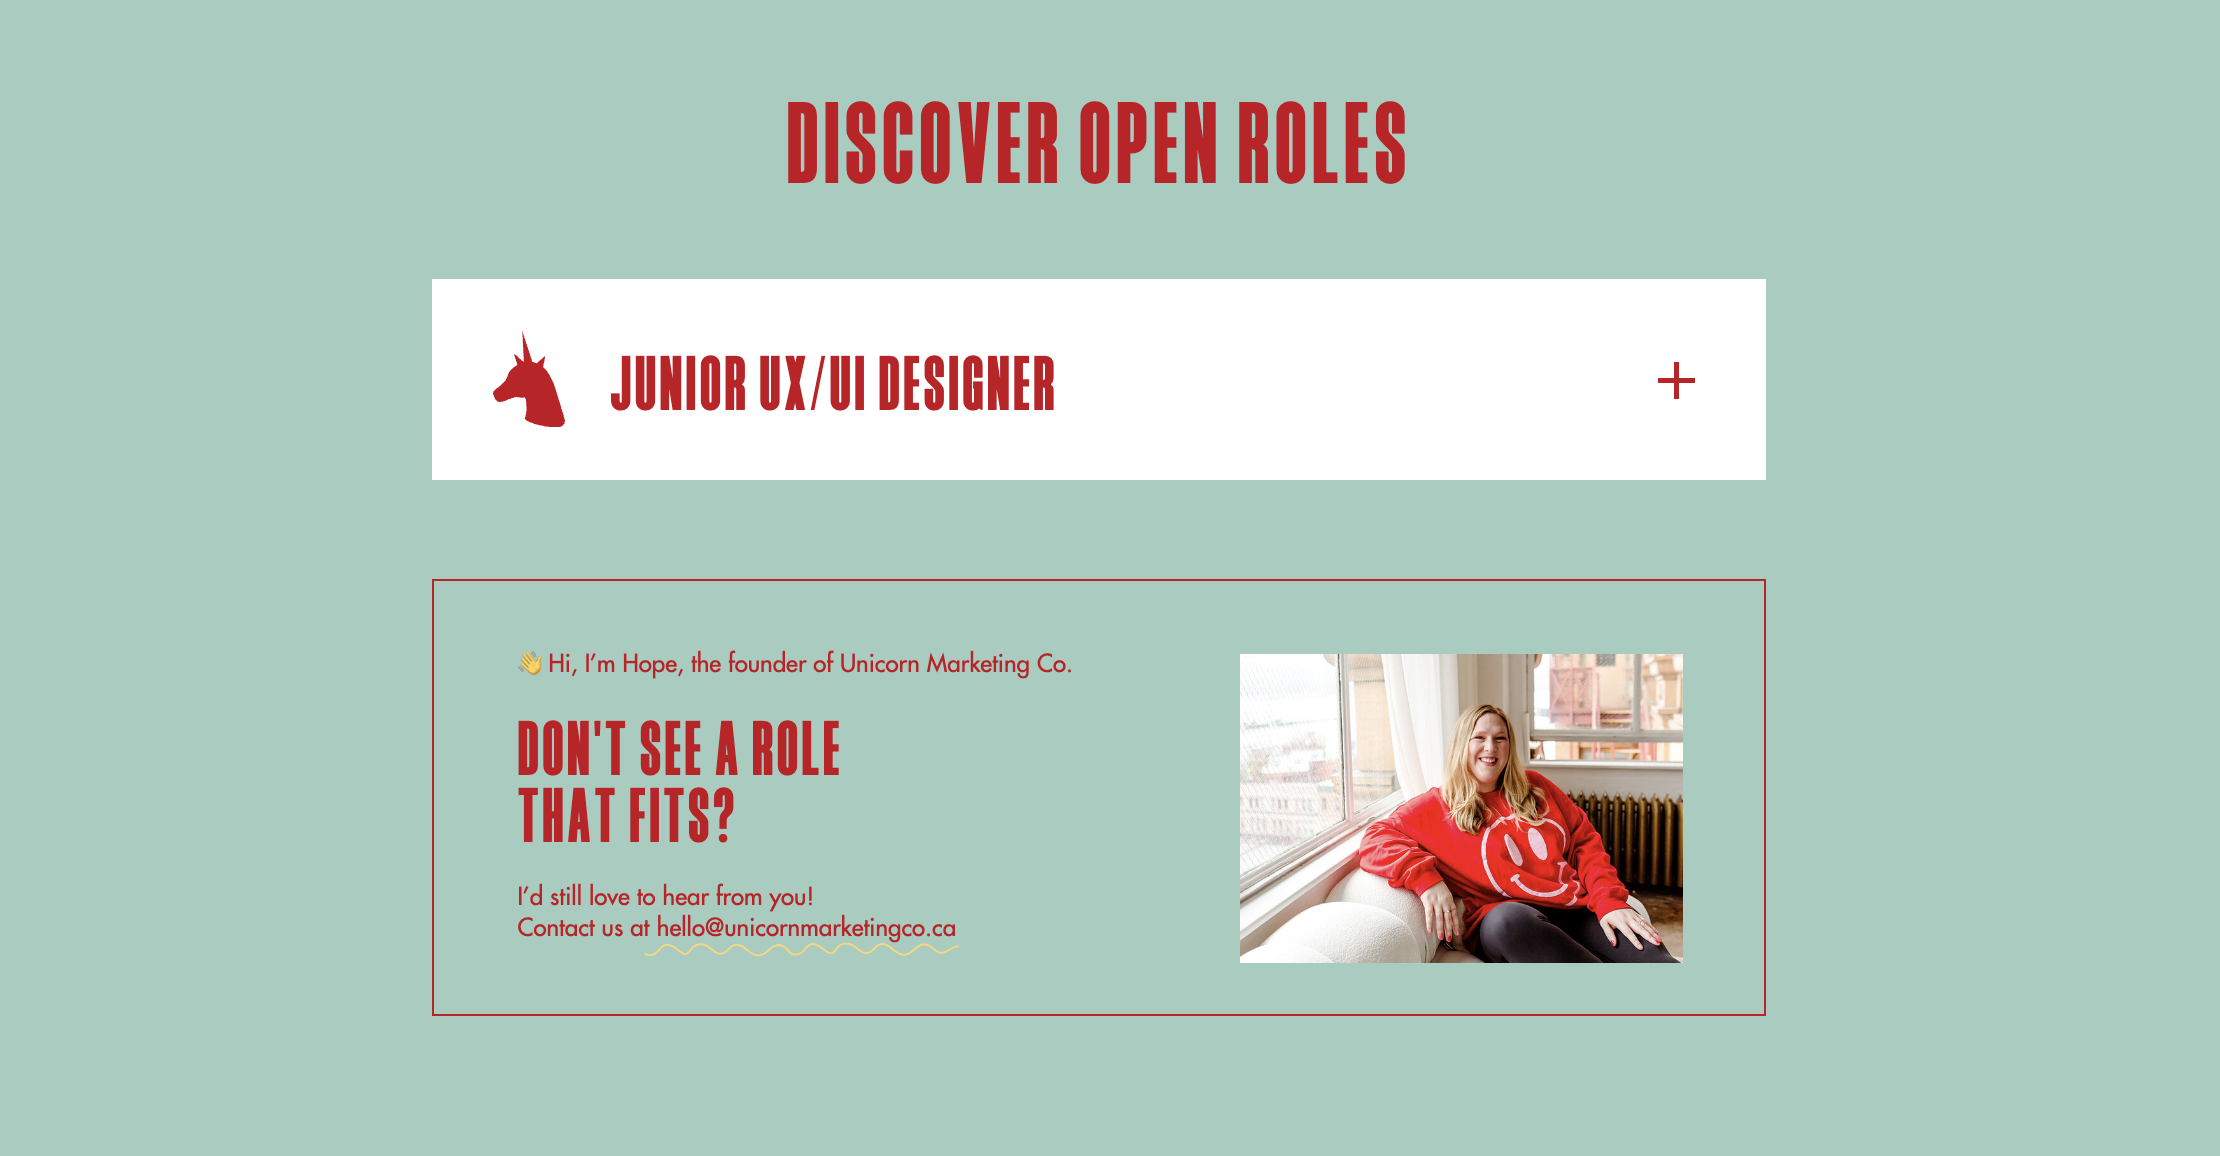 DISCOVER OPEN ROLES
JUNIOR UX/UI DESIGNER
👋 Hi, I’m Hope, the founder of Unicorn Marketing Co.
DON'T SEE A ROLE
THAT FITS?
I’d still love to hear from you!
Contact us at hello@unicornmarketingco.ca